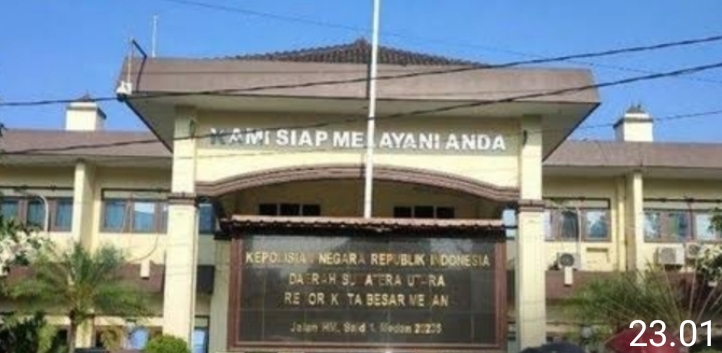 KAMI SIAP MELAYANI ANDA
KEPOLISIAN NEGARA REPUBLIK INDONESIA
DAERAH SUMATERA UTARA
RESOR KOTA BESAR MEDAN
Jalan HM. Said 1. Medan
23.01